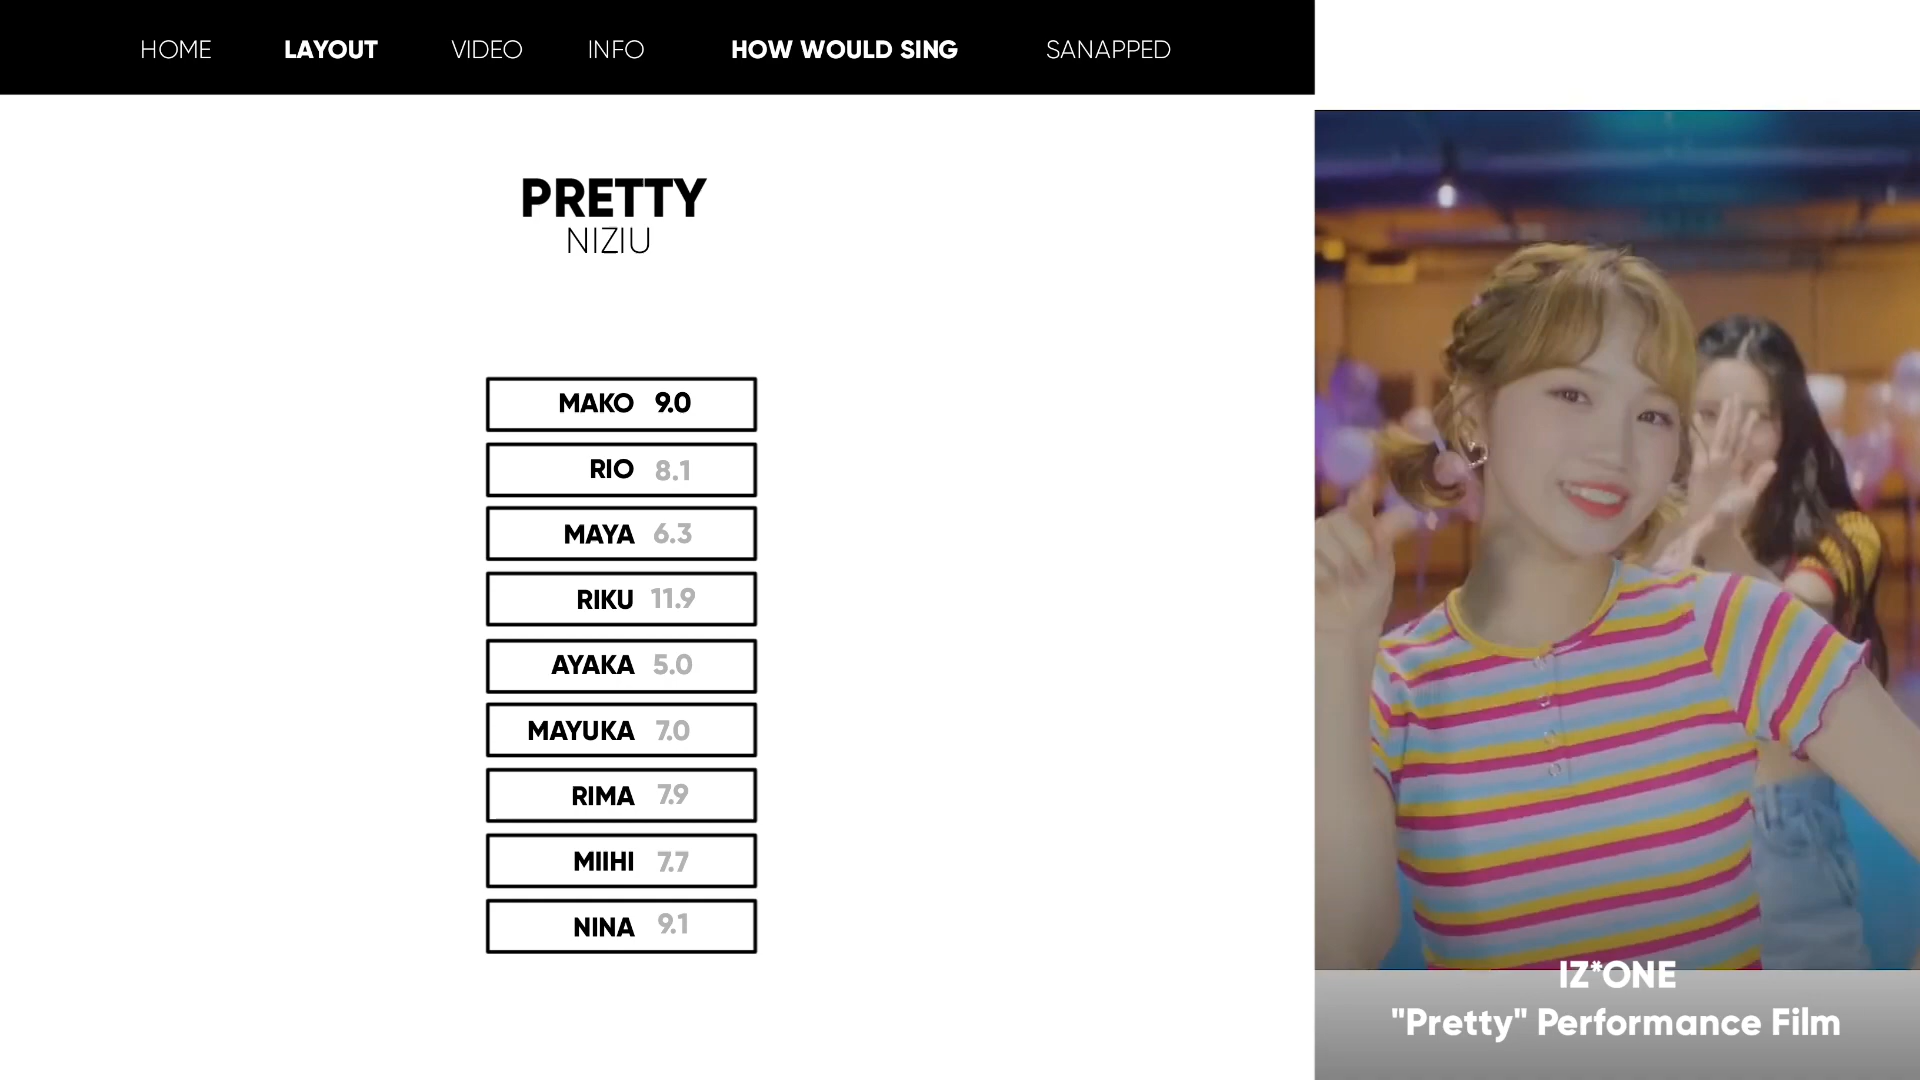 HOME LAYOUT VIDEO INFO HOW WOULD SING SANAPPED
PRETTY
NIZIU
MAKO 9.0
RIO 8.1
MAYA 6.3
RIKU 11.9
AYAKA 5.0
MAYUKA 7.0
RIMA 7.9
MIIHI 7.7
NINA 9.1
IZ*ONE
"Pretty" Performance Film